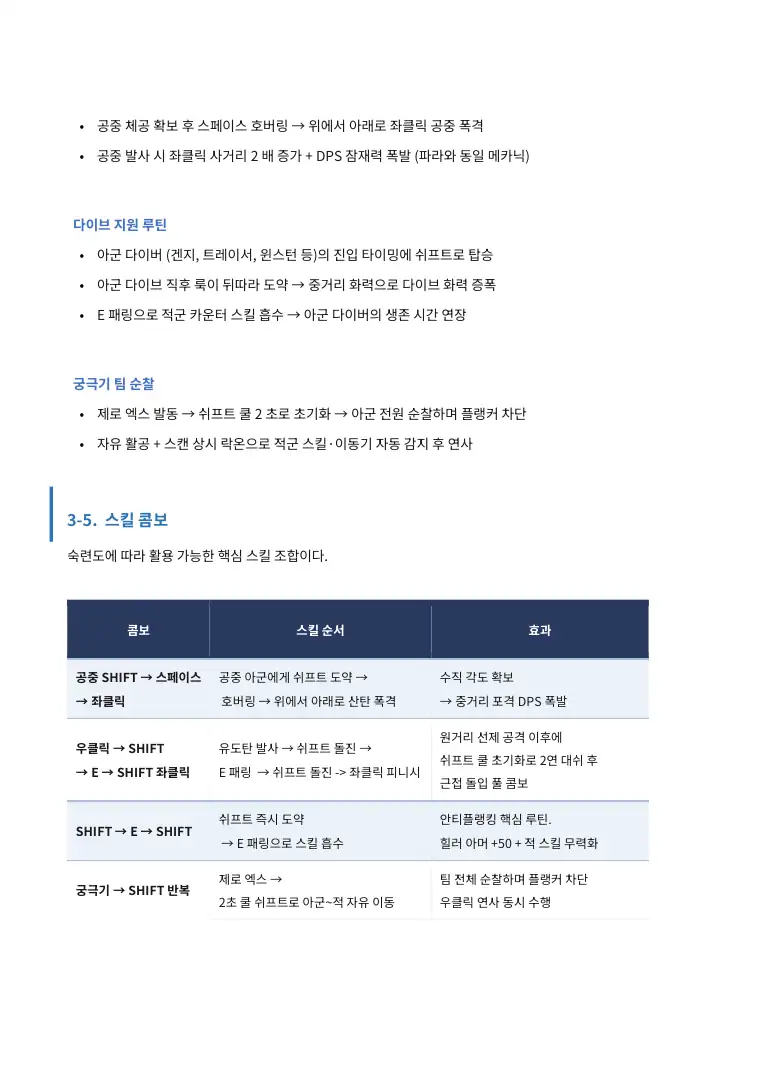 • 공중 체공 확보 후 스페이스 호버링 → 위에서 아래로 좌클릭 공중 폭격
• 공중 발사 시 좌클릭 사거리 2 배 증가 + DPS 잠재력 폭발 (파라와 동일 메카닉)
다이브 지원 루틴
• 아군 다이버 (겐지, 트레이서, 윈스턴 등)의 진입 타이밍에 쉬프트로 탑승
• 아군 다이브 직후 룩이 뒤따라 도약 → 중거리 화력으로 다이브 화력 증폭
• E 패링으로 적군 카운터 스킬 흡수 → 아군 다이버의 생존 시간 연장
궁극기 팀 순찰
• 제로 엑스 발동 → 쉬프트 쿨 2 초로 초기화 → 아군 전원 순찰하며 플랭커 차단
• 자유 활공 + 스캔 상시 락온으로 적군 스킬·이동기 자동 감지 후 연사
3-5. 스킬 콤보
숙련도에 따라 활용 가능한 핵심 스킬 조합이다.
콤보 스킬 순서 효과
공중 SHIFT → 스페이스
→ 좌클릭
공중 아군에게 쉬프트 도약 →
호버링 → 위에서 아래로 산탄 폭격
수직 각도 확보
→ 중거리 포격 DPS 폭발
우클릭 → SHIFT
→ E → SHIFT 좌클릭
유도탄 발사 → 쉬프트 돌진 →
E 패링 → 쉬프트 돌진 -> 좌클릭 피니시
원거리 선제 공격 이후에
쉬프트 쿨 초기화로 2연 대쉬 후
근접 돌입 풀 콤보
SHIFT → E → SHIFT
쉬프트 즉시 도약
→ E 패링으로 스킬 흡수
안티플랭킹 핵심 루틴.
힐러 아머 +50 + 적 스킬 무력화
궁극기 → SHIFT 반복
제로 엑스 →
2초 쿨 쉬프트로 아군~적 자유 이동
팀 전체 순찰하며 플랭커 차단
우클릭 연사 동시 수행